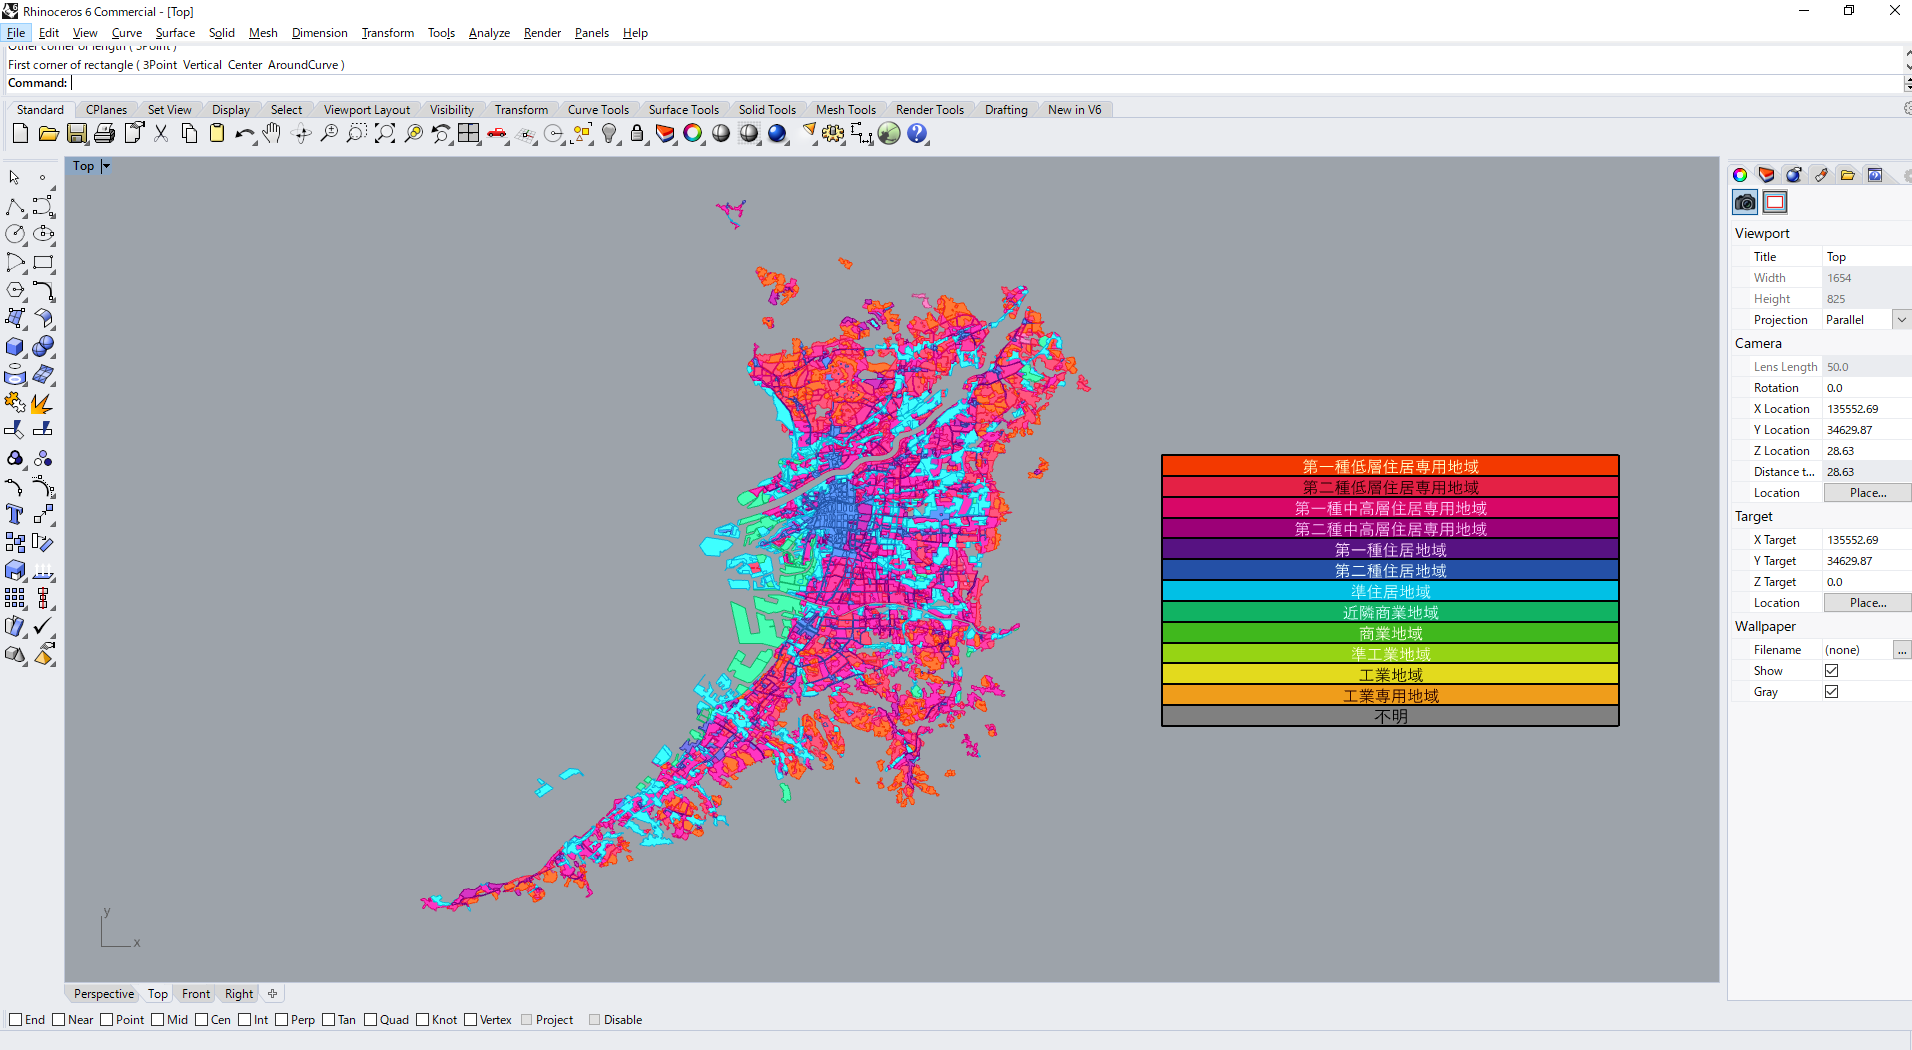 Rhinoceros 6 Commercial - [Top]
File Edit View Curve Surface Solid Mesh Dimension Transform Tools Analyze Render Panels Help
Other corner or length ( 3Point )
First corner of rectangle ( 3Point Vertical Center AroundCurve )
Command:
Standard CPlanes Set View Display Select Viewport Layout Visibility Transform Curve Tools Surface Tools Solid Tools Mesh Tools Render Tools Drafting New in V6
Top
Viewport
Title Top
Width 1654
Height 825
Projection Parallel
Camera
Lens Length 50.0
Rotation 0.0
X Location 135552.69
Y Location 34629.87
Z Location 28.63
Distance t... 28.63
Location Place...
Target
X Target 135552.69
Y Target 34629.87
Z Target 0.0
Location Place...
Wallpaper
Filename (none) ...
Show
Gray
第一種低層住居専用地域
第二種低層住居専用地域
第一種中高層住居専用地域
第二種中高層住居専用地域
第一種住居地域
第二種住居地域
準住居地域
近隣商業地域
商業地域
準工業地域
工業地域
工業専用地域
不明
y
x
Perspective Top Front Right
End Near Point Mid Cen Int Perp Tan Quad Knot Vertex Project Disable